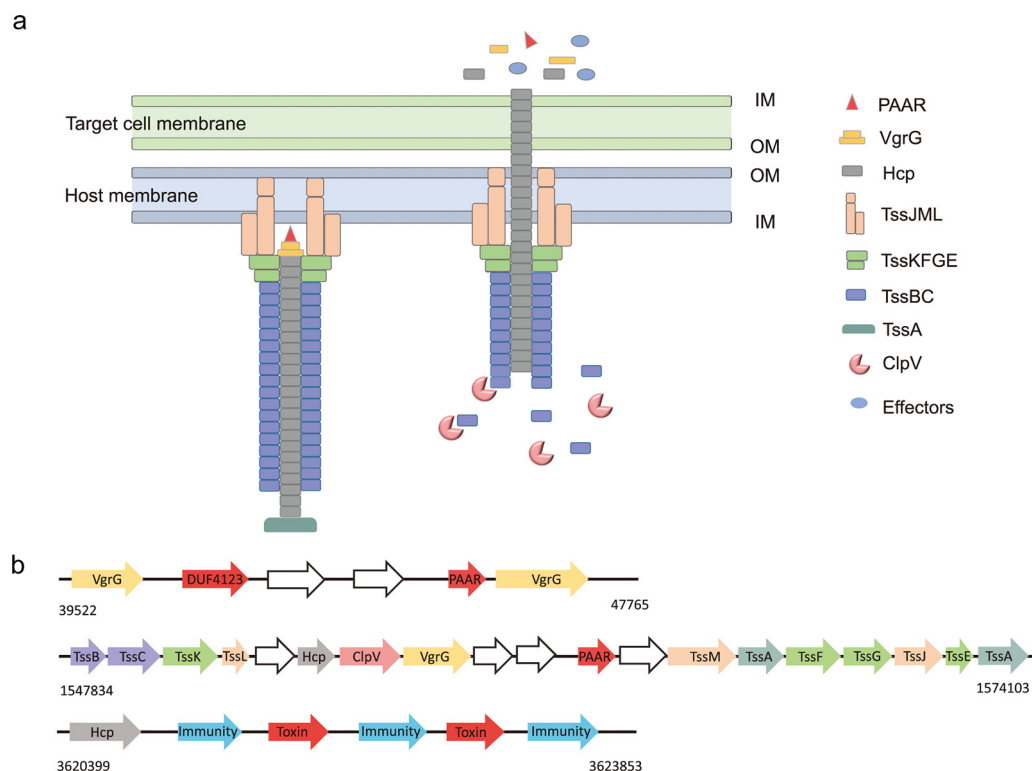 a
IM
Target cell membrane
OM
OM
Host membrane
IM
PAAR
VgrG
Hcp
TssJML
TssKFGE
TssBC
TssA
ClpV
Effectors
b
VgrG DUF4123 PAAR VgrG
39522 47765
TssB TssC TssK TssL Hcp ClpV VgrG PAAR TssM TssA TssF TssG TssJ TssE TssA
1547834 1574103
Hcp Immunity Toxin Immunity Toxin Immunity
3620399 3623853